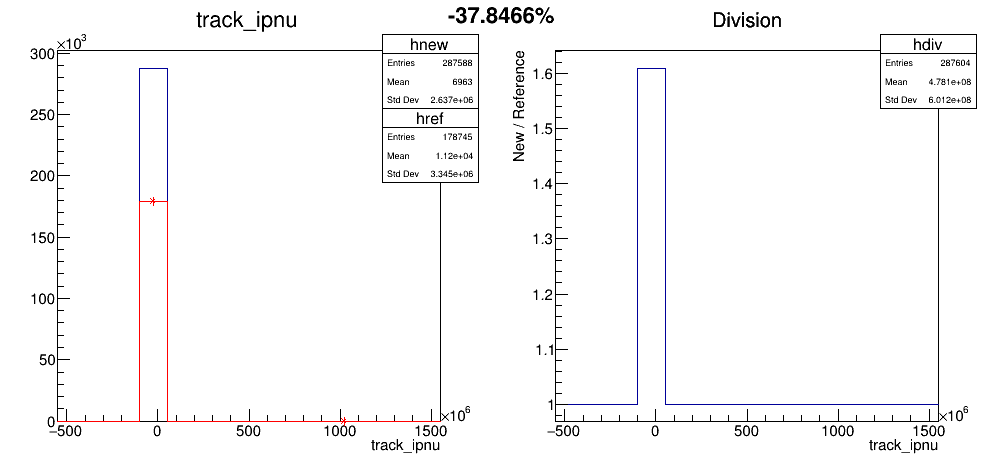 -37.8466%
track_ipnu
×10³
300
250
200
150
100
50
0
−500
0
500
1000
1500
×10⁶
track_ipnu
hnew
Entries 287588
Mean 6963
Std Dev 2.637e+06
href
Entries 178745
Mean 1.12e+04
Std Dev 3.345e+06
Division
New / Reference
1.6
1.5
1.4
1.3
1.2
1.1
1
−500
0
500
1000
1500
×10⁶
track_ipnu
hdiv
Entries 287604
Mean 4.781e+08
Std Dev 6.012e+08